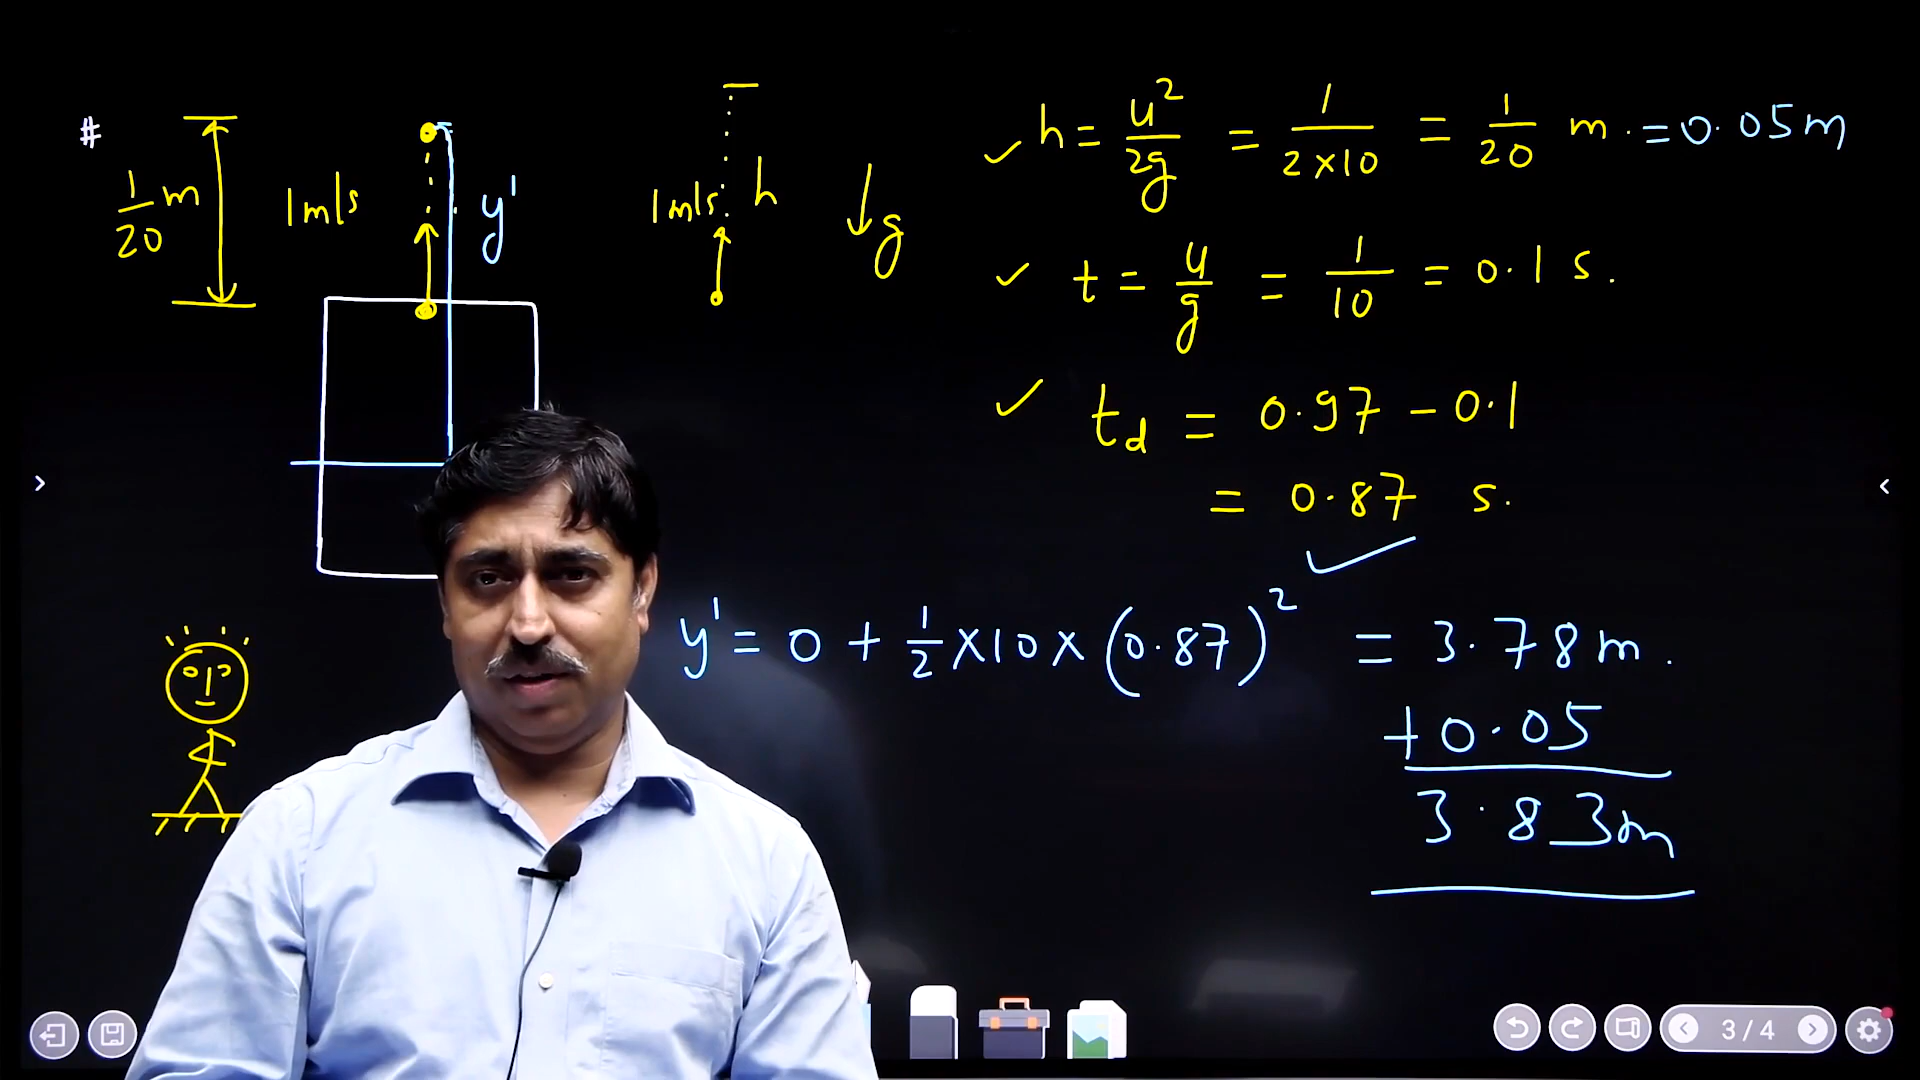 #
1/20 m
1m/s
y'
1m/s
h
↓g
✓ h = u²/2g = 1/(2×10) = 1/20 m. = 0.05m
✓ t = u/g = 1/10 = 0.1 s.
✓ t_d = 0.97 - 0.1
= 0.87 s.
y' = 0 + 1/2 × 10 × (0.87)² = 3.78 m.
+0.05
3.83m
3 / 4